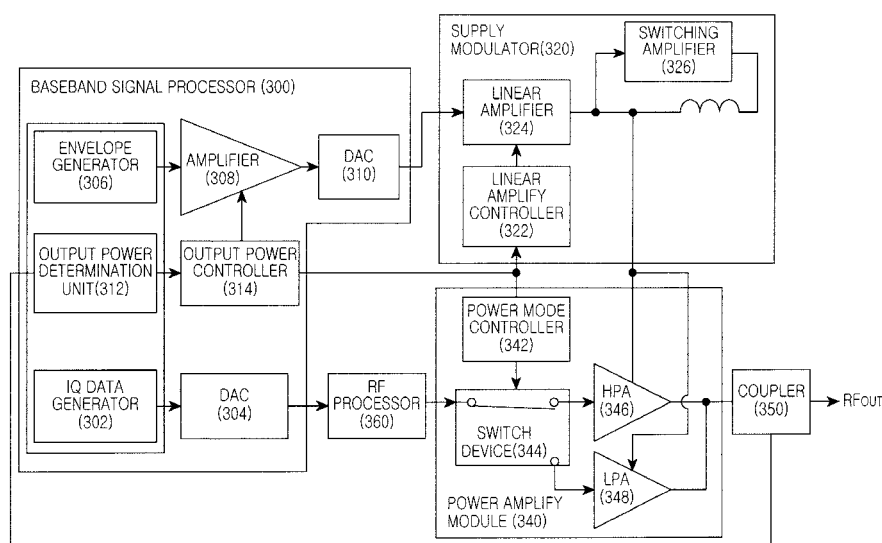 SUPPLY
MODULATOR(320)
SWITCHING
AMPLIFIER
(326)
BASEBAND SIGNAL PROCESSOR (300)
LINEAR
AMPLIFIER
(324)
ENVELOPE
GENERATOR
(306)
AMPLIFIER
(308)
DAC
(310)
LINEAR
AMPLIFY
CONTROLLER
(322)
OUTPUT POWER
DETERMINATION
UNIT(312)
OUTPUT POWER
CONTROLLER
(314)
POWER MODE
CONTROLLER
(342)
IQ DATA
GENERATOR
(302)
DAC
(304)
RF
PROCESSOR
(360)
SWITCH
DEVICE(344)
HPA
(346)
LPA
(348)
COUPLER
(350)
RFOUT
POWER AMPLIFY
MODULE (340)